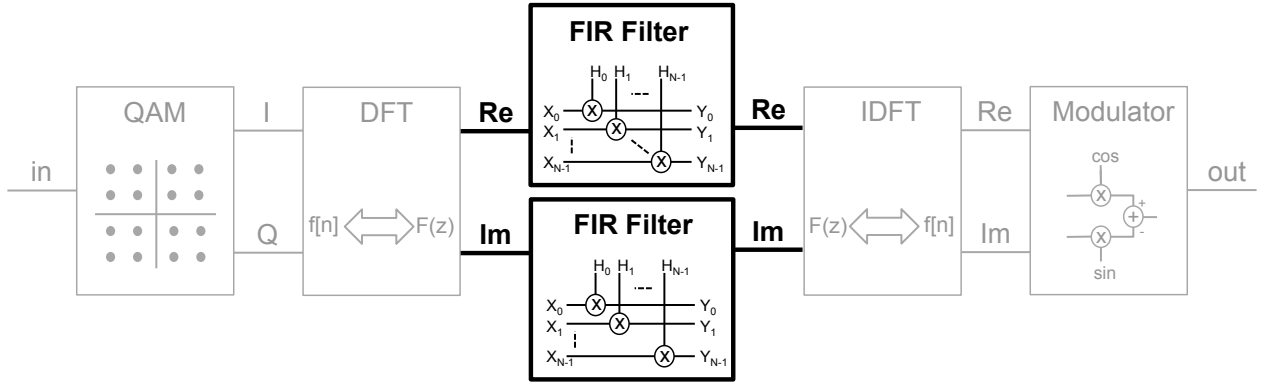 FIR Filter
H0 H1 HN-1
X0 Y0
X1 Y1
XN-1 YN-1
QAM I DFT Re Re IDFT Re Modulator
cos
in out
+
f[n] F(z) F(z) f[n]
+
-
Q Im Im Im
sin
FIR Filter
H0 H1 HN-1
X0 Y0
X1 Y1
XN-1 YN-1